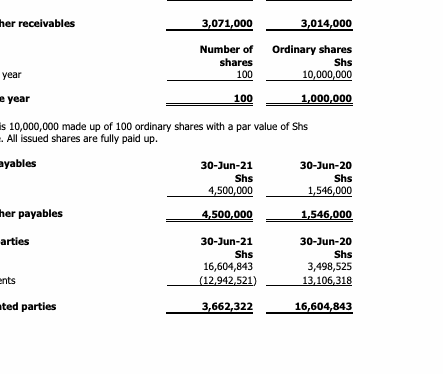 her receivables 3,071,000 3,014,000
Number of Ordinary shares
shares Shs
year 100 10,000,000
e year 100 1,000,000
is 10,000,000 made up of 100 ordinary shares with a par value of Shs
. All issued shares are fully paid up.
ayables 30-Jun-21 30-Jun-20
Shs Shs
4,500,000 1,546,000
her payables 4,500,000 1,546,000
arties 30-Jun-21 30-Jun-20
Shs Shs
16,604,843 3,498,525
ents (12,942,521) 13,106,318
ated parties 3,662,322 16,604,843